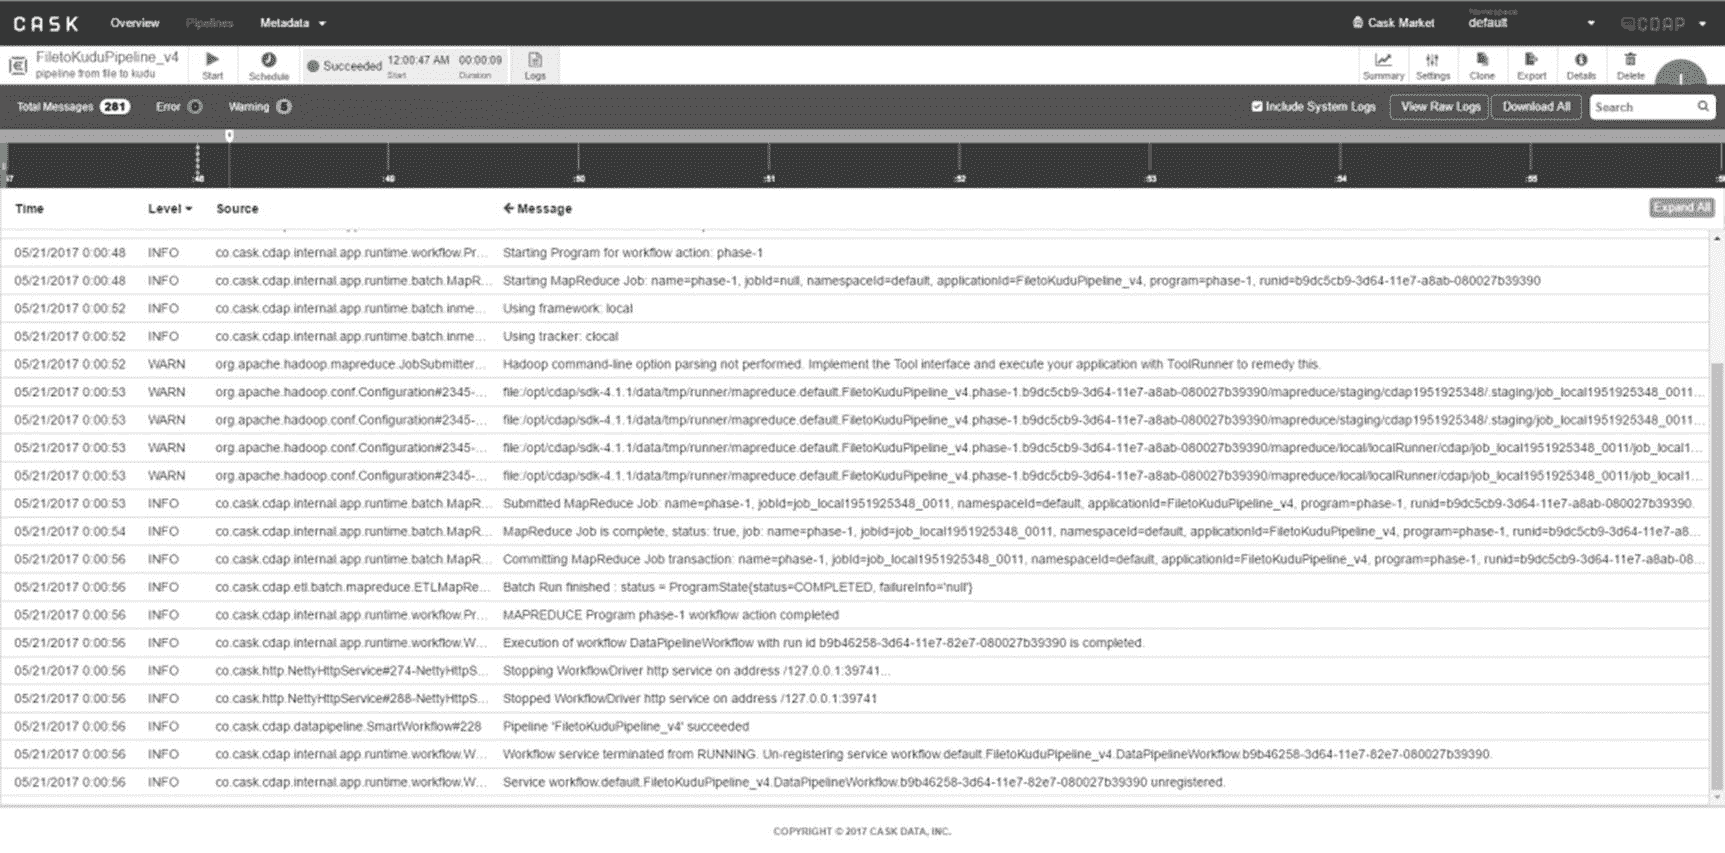 CASK Overview Pipelines Metadata Cask Market Namespace default CDAP
FiletoKuduPipeline_v4
pipeline from file to kudu
Start Schedule Succeeded 12:00:47 AM Start 00:00:09 Duration Logs Summary Settings Clone Export Details Delete
Total Messages 281 Error 0 Warning 5 Include System Logs View Raw Logs Download All Search
:48 :49 :50 :51 :52 :53 :54 :55
Time Level Source Message Expand All
05/21/2017 0:00:48 INFO co.cask.cdap.internal.app.runtime.workflow.Pr... Starting Program for workflow action: phase-1
05/21/2017 0:00:48 INFO co.cask.cdap.internal.app.runtime.batch.MapR... Starting MapReduce Job: name=phase-1, jobId=null, namespaceId=default, applicationId=FiletoKuduPipeline_v4, program=phase-1, runid=b9dc5cb9-3d64-11e7-a8ab-080027b39390
05/21/2017 0:00:52 INFO co.cask.cdap.internal.app.runtime.batch.inme... Using framework: local
05/21/2017 0:00:52 INFO co.cask.cdap.internal.app.runtime.batch.inme... Using tracker: clocal
05/21/2017 0:00:52 WARN org.apache.hadoop.mapreduce.JobSubmitter... Hadoop command-line option parsing not performed. Implement the Tool interface and execute your application with ToolRunner to remedy this.
05/21/2017 0:00:53 WARN org.apache.hadoop.conf.Configuration#2345-... file:/opt/cdap/sdk-4.1.1/data/tmp/runner/mapreduce.default.FiletoKuduPipeline_v4.phase-1.b9dc5cb9-3d64-11e7-a8ab-080027b39390/mapreduce/staging/cdap1951925348/.staging/job_local1951925348_0011...
05/21/2017 0:00:53 WARN org.apache.hadoop.conf.Configuration#2345-... file:/opt/cdap/sdk-4.1.1/data/tmp/runner/mapreduce.default.FiletoKuduPipeline_v4.phase-1.b9dc5cb9-3d64-11e7-a8ab-080027b39390/mapreduce/staging/cdap1951925348/.staging/job_local1951925348_0011...
05/21/2017 0:00:53 WARN org.apache.hadoop.conf.Configuration#2345-... file:/opt/cdap/sdk-4.1.1/data/tmp/runner/mapreduce.default.FiletoKuduPipeline_v4.phase-1.b9dc5cb9-3d64-11e7-a8ab-080027b39390/mapreduce/local/localRunner/cdap/job_local1951925348_0011/job_local1...
05/21/2017 0:00:53 WARN org.apache.hadoop.conf.Configuration#2345-... file:/opt/cdap/sdk-4.1.1/data/tmp/runner/mapreduce.default.FiletoKuduPipeline_v4.phase-1.b9dc5cb9-3d64-11e7-a8ab-080027b39390/mapreduce/local/localRunner/cdap/job_local1951925348_0011/job_local1...
05/21/2017 0:00:53 INFO co.cask.cdap.internal.app.runtime.batch.MapR... Submitted MapReduce Job: name=phase-1, jobId=job_local1951925348_0011, namespaceId=default, applicationId=FiletoKuduPipeline_v4, program=phase-1, runid=b9dc5cb9-3d64-11e7-a8ab-080027b39390.
05/21/2017 0:00:54 INFO co.cask.cdap.internal.app.runtime.batch.MapR... MapReduce Job is complete, status: true, job: name=phase-1, jobId=job_local1951925348_0011, namespaceId=default, applicationId=FiletoKuduPipeline_v4, program=phase-1, runid=b9dc5cb9-3d64-11e7-a8...
05/21/2017 0:00:56 INFO co.cask.cdap.internal.app.runtime.batch.MapR... Committing MapReduce Job transaction: name=phase-1, jobId=job_local1951925348_0011, namespaceId=default, applicationId=FiletoKuduPipeline_v4, program=phase-1, runid=b9dc5cb9-3d64-11e7-a8ab-08...
05/21/2017 0:00:56 INFO co.cask.cdap.etl.batch.mapreduce.ETLMapRe... Batch Run finished : status = ProgramState{status=COMPLETED, failureInfo='null'}
05/21/2017 0:00:56 INFO co.cask.cdap.internal.app.runtime.workflow.Pr... MAPREDUCE Program phase-1 workflow action completed
05/21/2017 0:00:56 INFO co.cask.cdap.internal.app.runtime.workflow.W... Execution of workflow DataPipelineWorkflow with run id b9b46258-3d64-11e7-82e7-080027b39390 is completed.
05/21/2017 0:00:56 INFO co.cask.http.NettyHttpService#274-NettyHttpS... Stopping WorkflowDriver http service on address /127.0.0.1:39741...
05/21/2017 0:00:56 INFO co.cask.http.NettyHttpService#288-NettyHttpS... Stopped WorkflowDriver http service on address /127.0.0.1:39741
05/21/2017 0:00:56 INFO co.cask.cdap.datapipeline.SmartWorkflow#228 Pipeline 'FiletoKuduPipeline_v4' succeeded
05/21/2017 0:00:56 INFO co.cask.cdap.internal.app.runtime.workflow.W... Workflow service terminated from RUNNING. Un-registering service workflow.default.FiletoKuduPipeline_v4.DataPipelineWorkflow.b9b46258-3d64-11e7-82e7-080027b39390.
05/21/2017 0:00:56 INFO co.cask.cdap.internal.app.runtime.workflow.W... Service workflow.default.FiletoKuduPipeline_v4.DataPipelineWorkflow.b9b46258-3d64-11e7-82e7-080027b39390 unregistered.
COPYRIGHT © 2017 CASK DATA, INC.